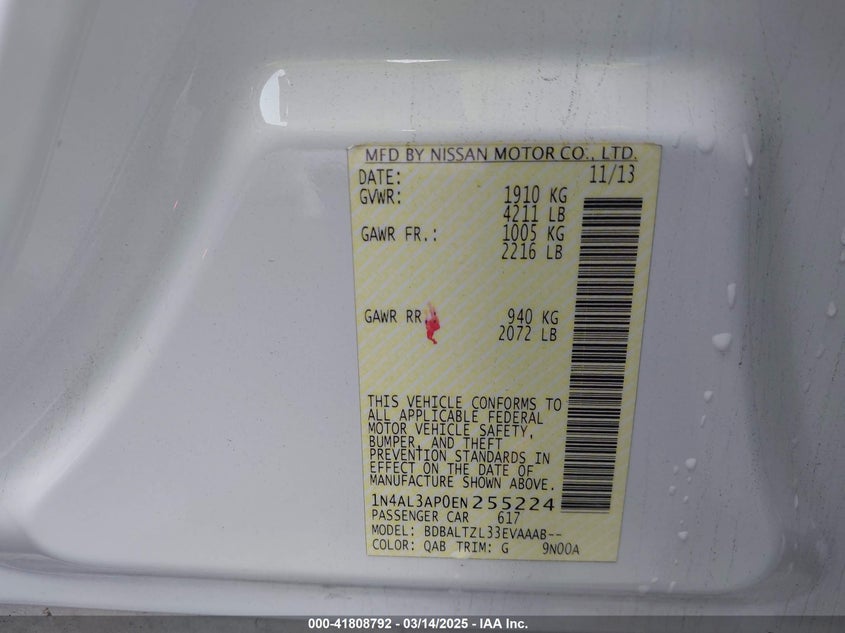 MFD BY NISSAN MOTOR CO., LTD.
DATE: 11/13
GVWR: 1910 KG
4211 LB
GAWR FR.: 1005 KG
2216 LB
GAWR RR 940 KG
2072 LB
THIS VEHICLE CONFORMS TO
ALL APPLICABLE FEDERAL
MOTOR VEHICLE SAFETY,
BUMPER, AND THEFT
PREVENTION STANDARDS IN
EFFECT ON THE DATE OF
MANUFACTURE SHOWN ABOVE.
1N4AL3AP0EN255224
PASSENGER CAR 617
MODEL: BDBALTZL33EVAAAB--
COLOR: QAB TRIM: G 9N00A
000-41808792 - 03/14/2025 - IAA Inc.